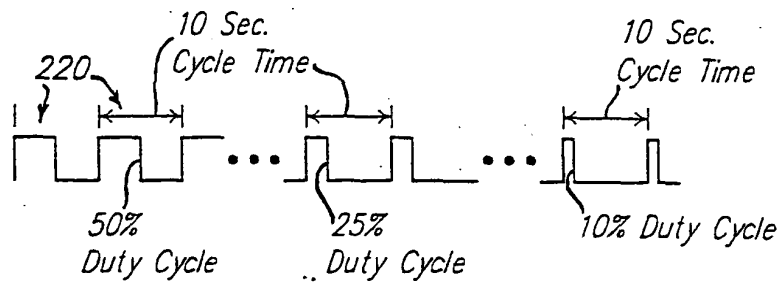 10 Sec.
Cycle Time
220
10 Sec.
Cycle Time
50%
Duty Cycle
25%
Duty Cycle
10% Duty Cycle